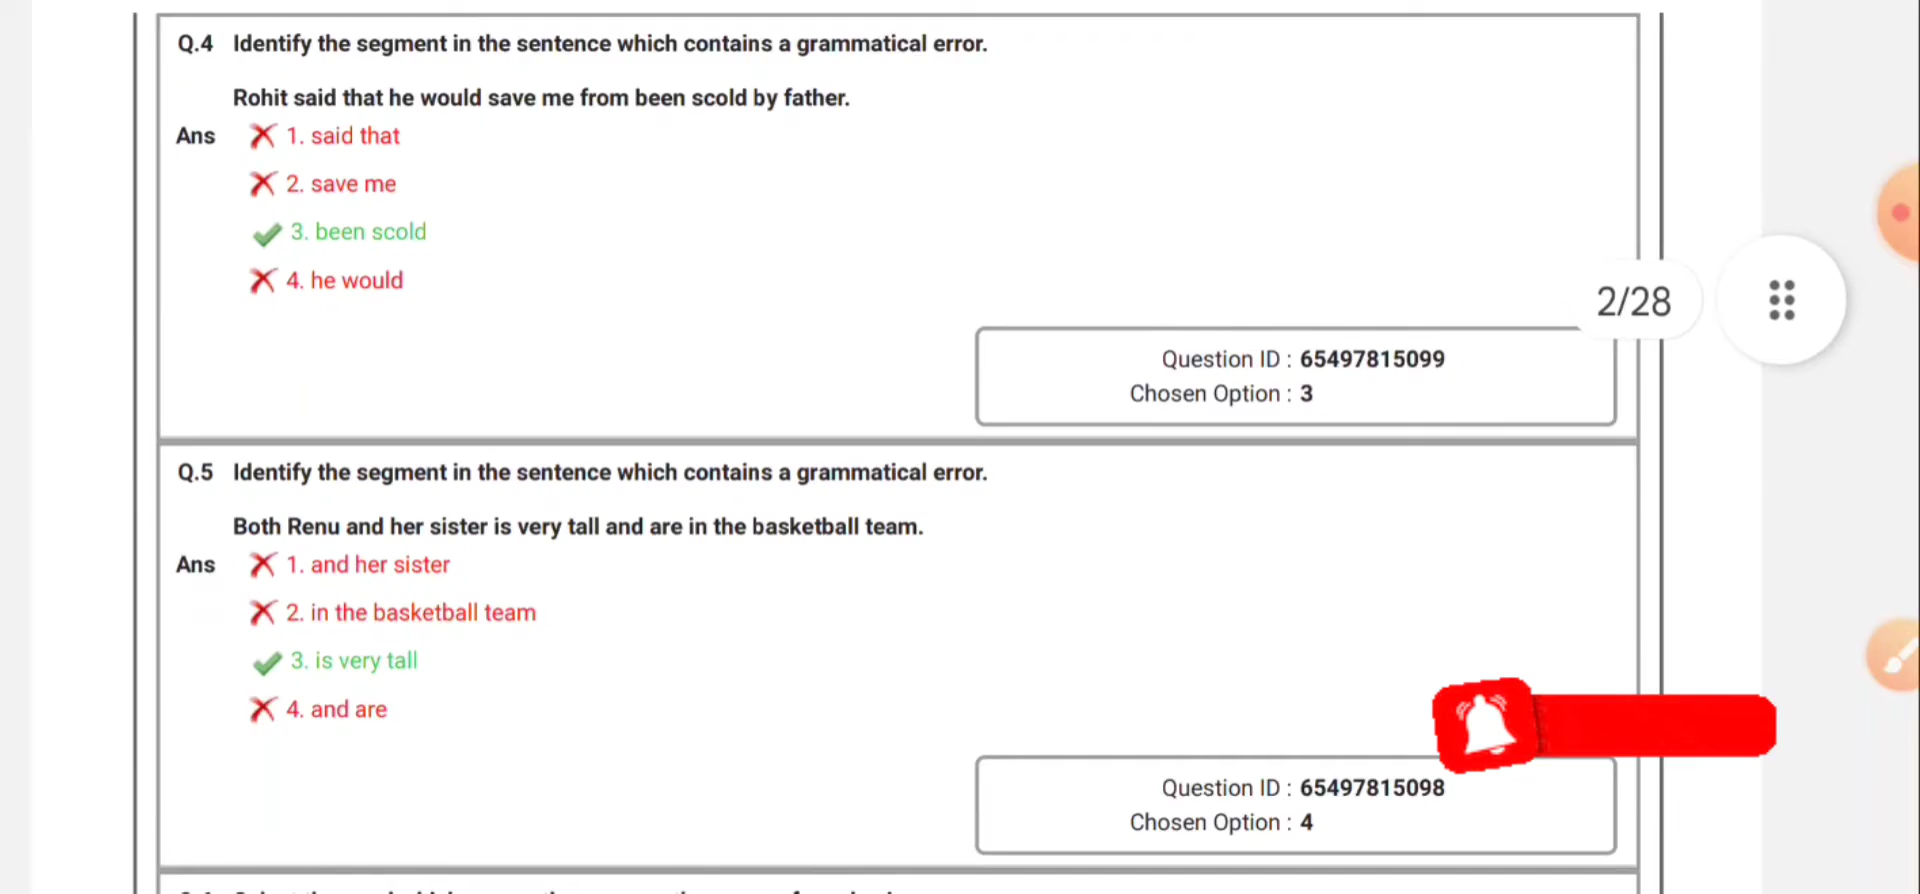 Q.4 Identify the segment in the sentence which contains a grammatical error.
Rohit said that he would save me from been scold by father.
Ans 1. said that
2. save me
3. been scold
4. he would
2/28
Question ID : 65497815099
Chosen Option : 3
Q.5 Identify the segment in the sentence which contains a grammatical error.
Both Renu and her sister is very tall and are in the basketball team.
Ans 1. and her sister
2. in the basketball team
3. is very tall
4. and are
Question ID : 65497815098
Chosen Option : 4